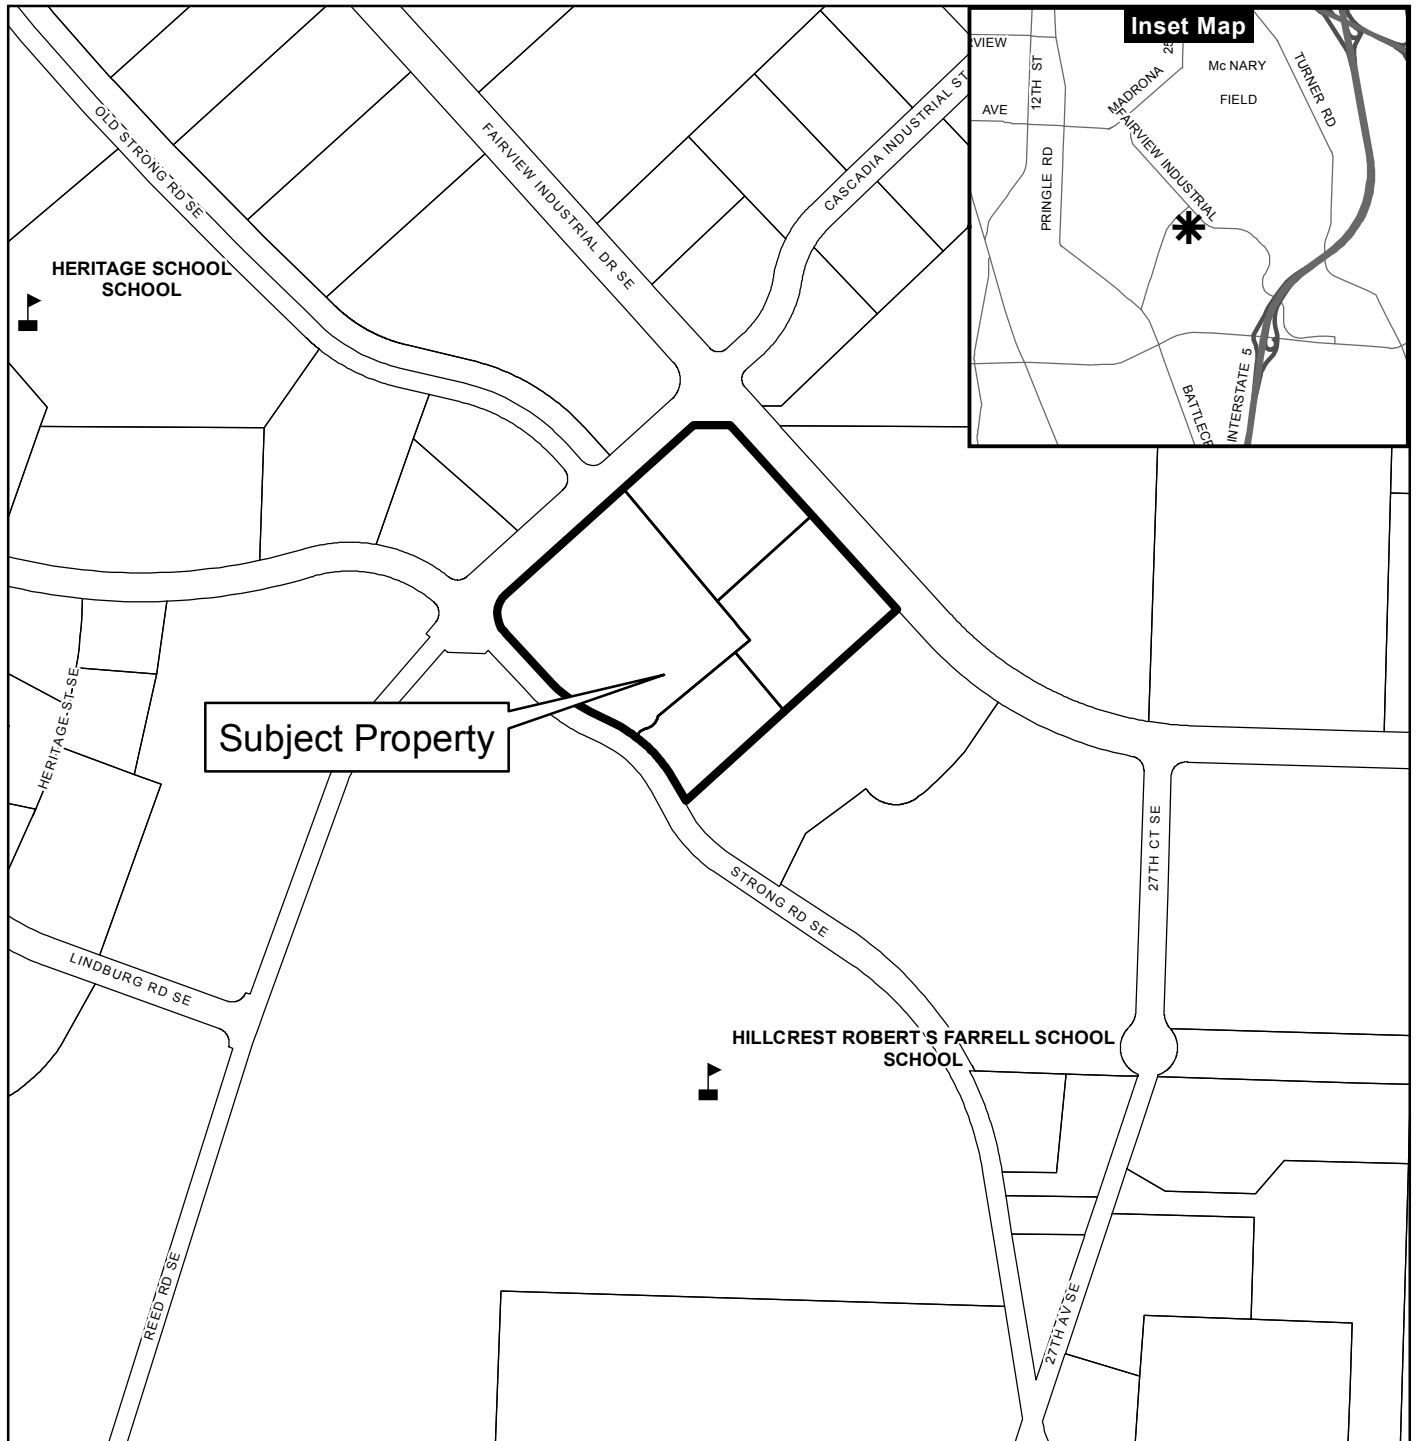 Inset Map
RVIEW
AVE
12TH ST
PRINGLE RD
MADRONA
25
FAIRVIEW INDUSTRIAL
Mc NARY
FIELD
TURNER RD
INTERSTATE 5
BATTLECR
OLD STRONG RD SE
FAIRVIEW INDUSTRIAL DR SE
CASCADIA INDUSTRIAL ST
HERITAGE SCHOOL
SCHOOL
HERITAGE-ST-SE
Subject Property
STRONG RD SE
27TH CT SE
LINDBURG RD SE
HILLCREST ROBERT S FARRELL SCHOOL
SCHOOL
REED RD SE
27TH AV SE